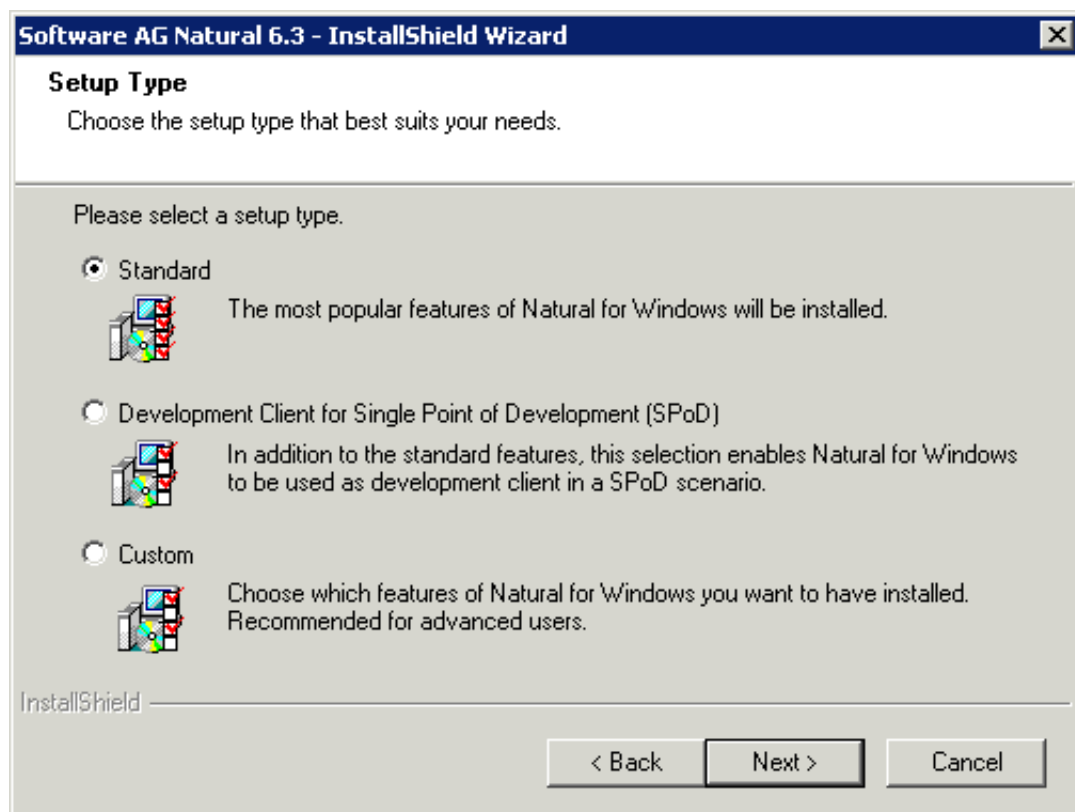 Software AG Natural 6.3 - InstallShield Wizard
Setup Type
Choose the setup type that best suits your needs.
Please select a setup type.
Standard
The most popular features of Natural for Windows will be installed.
Development Client for Single Point of Development (SPoD)
In addition to the standard features, this selection enables Natural for Windows
to be used as development client in a SPoD scenario.
Custom
Choose which features of Natural for Windows you want to have installed.
Recommended for advanced users.
InstallShield
< Back
Next >
Cancel